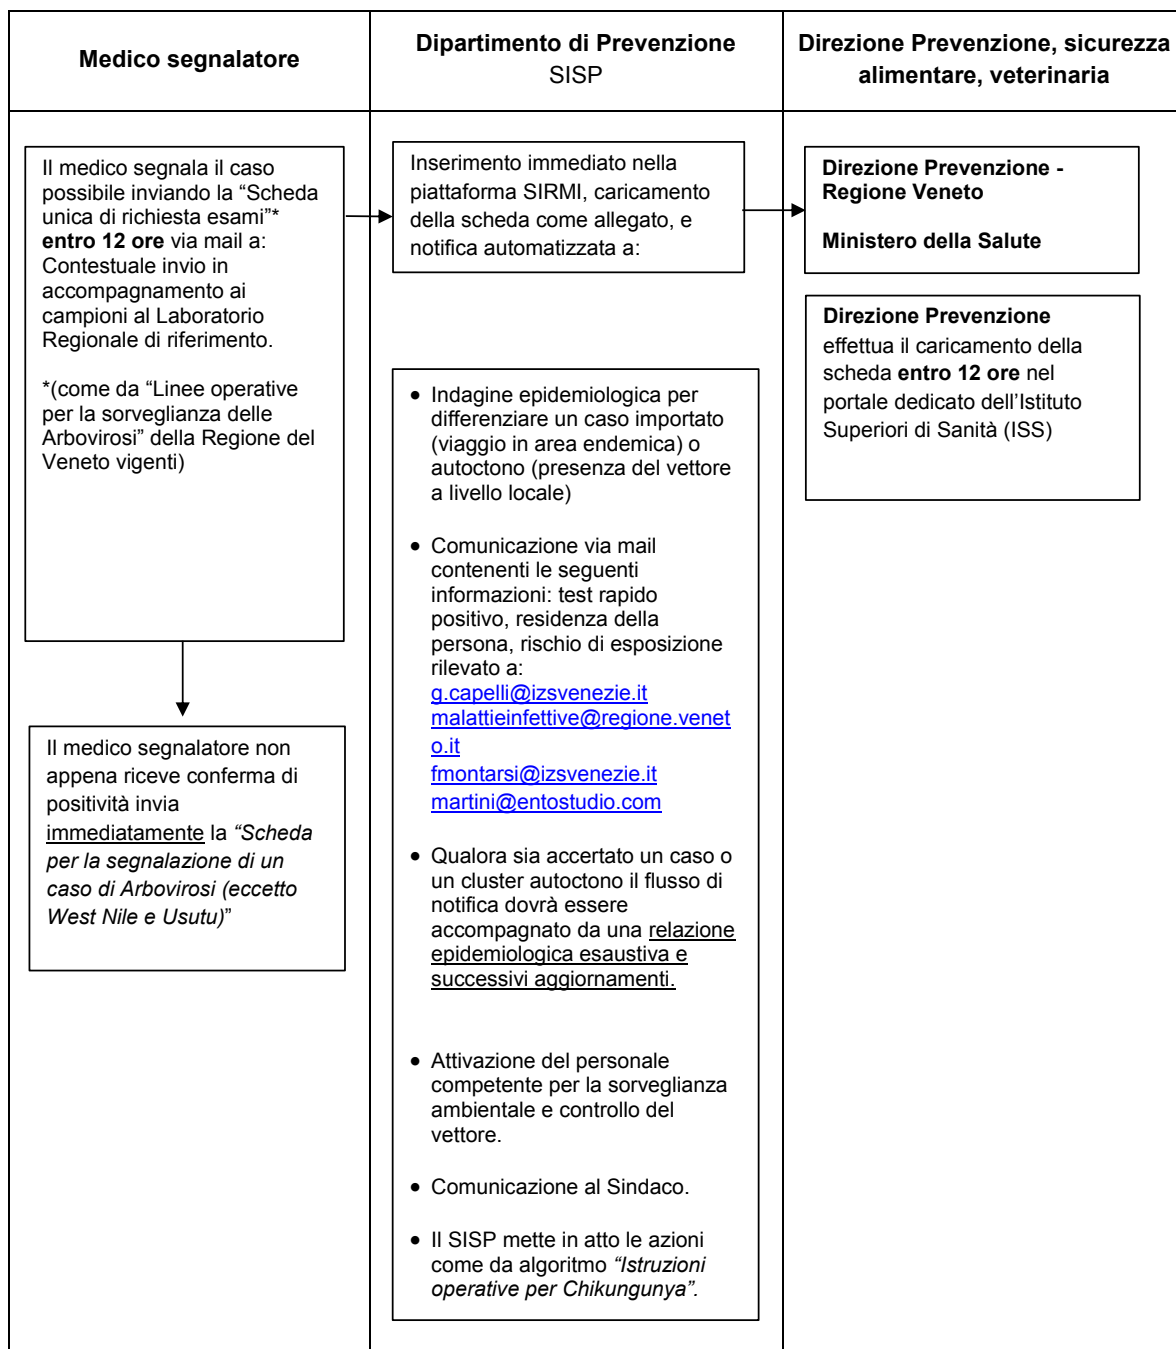 Medico segnalatore
Dipartimento di Prevenzione
SISP
Direzione Prevenzione, sicurezza
alimentare, veterinaria
Il medico segnala il caso
possibile inviando la “Scheda
unica di richiesta esami”*
entro 12 ore via mail a:
Contestuale invio in
accompagnamento ai
campioni al Laboratorio
Regionale di riferimento.
*(come da “Linee operative
per la sorveglianza delle
Arbovirosi” della Regione del
Veneto vigenti)
Il medico segnalatore non
appena riceve conferma di
positività invia
immediatamente la “Scheda
per la segnalazione di un
caso di Arbovirosi (eccetto
West Nile e Usutu)”
Inserimento immediato nella
piattaforma SIRMI, caricamento
della scheda come allegato, e
notifica automatizzata a:
• Indagine epidemiologica per
differenziare un caso importato
(viaggio in area endemica) o
autoctono (presenza del vettore
a livello locale)
• Comunicazione via mail
contenenti le seguenti
informazioni: test rapido
positivo, residenza della
persona, rischio di esposizione
rilevato a:
g.capelli@izsvenezie.it
malattieinfettive@regione.venet
o.it
fmontarsi@izsvenezie.it
martini@entostudio.com
• Qualora sia accertato un caso o
un cluster autoctono il flusso di
notifica dovrà essere
accompagnato da una relazione
epidemiologica esaustiva e
successivi aggiornamenti.
• Attivazione del personale
competente per la sorveglianza
ambientale e controllo del
vettore.
• Comunicazione al Sindaco.
• Il SISP mette in atto le azioni
come da algoritmo “Istruzioni
operative per Chikungunya”.
Direzione Prevenzione -
Regione Veneto
Ministero della Salute
Direzione Prevenzione
effettua il caricamento della
scheda entro 12 ore nel
portale dedicato dell’Istituto
Superiori di Sanità (ISS)